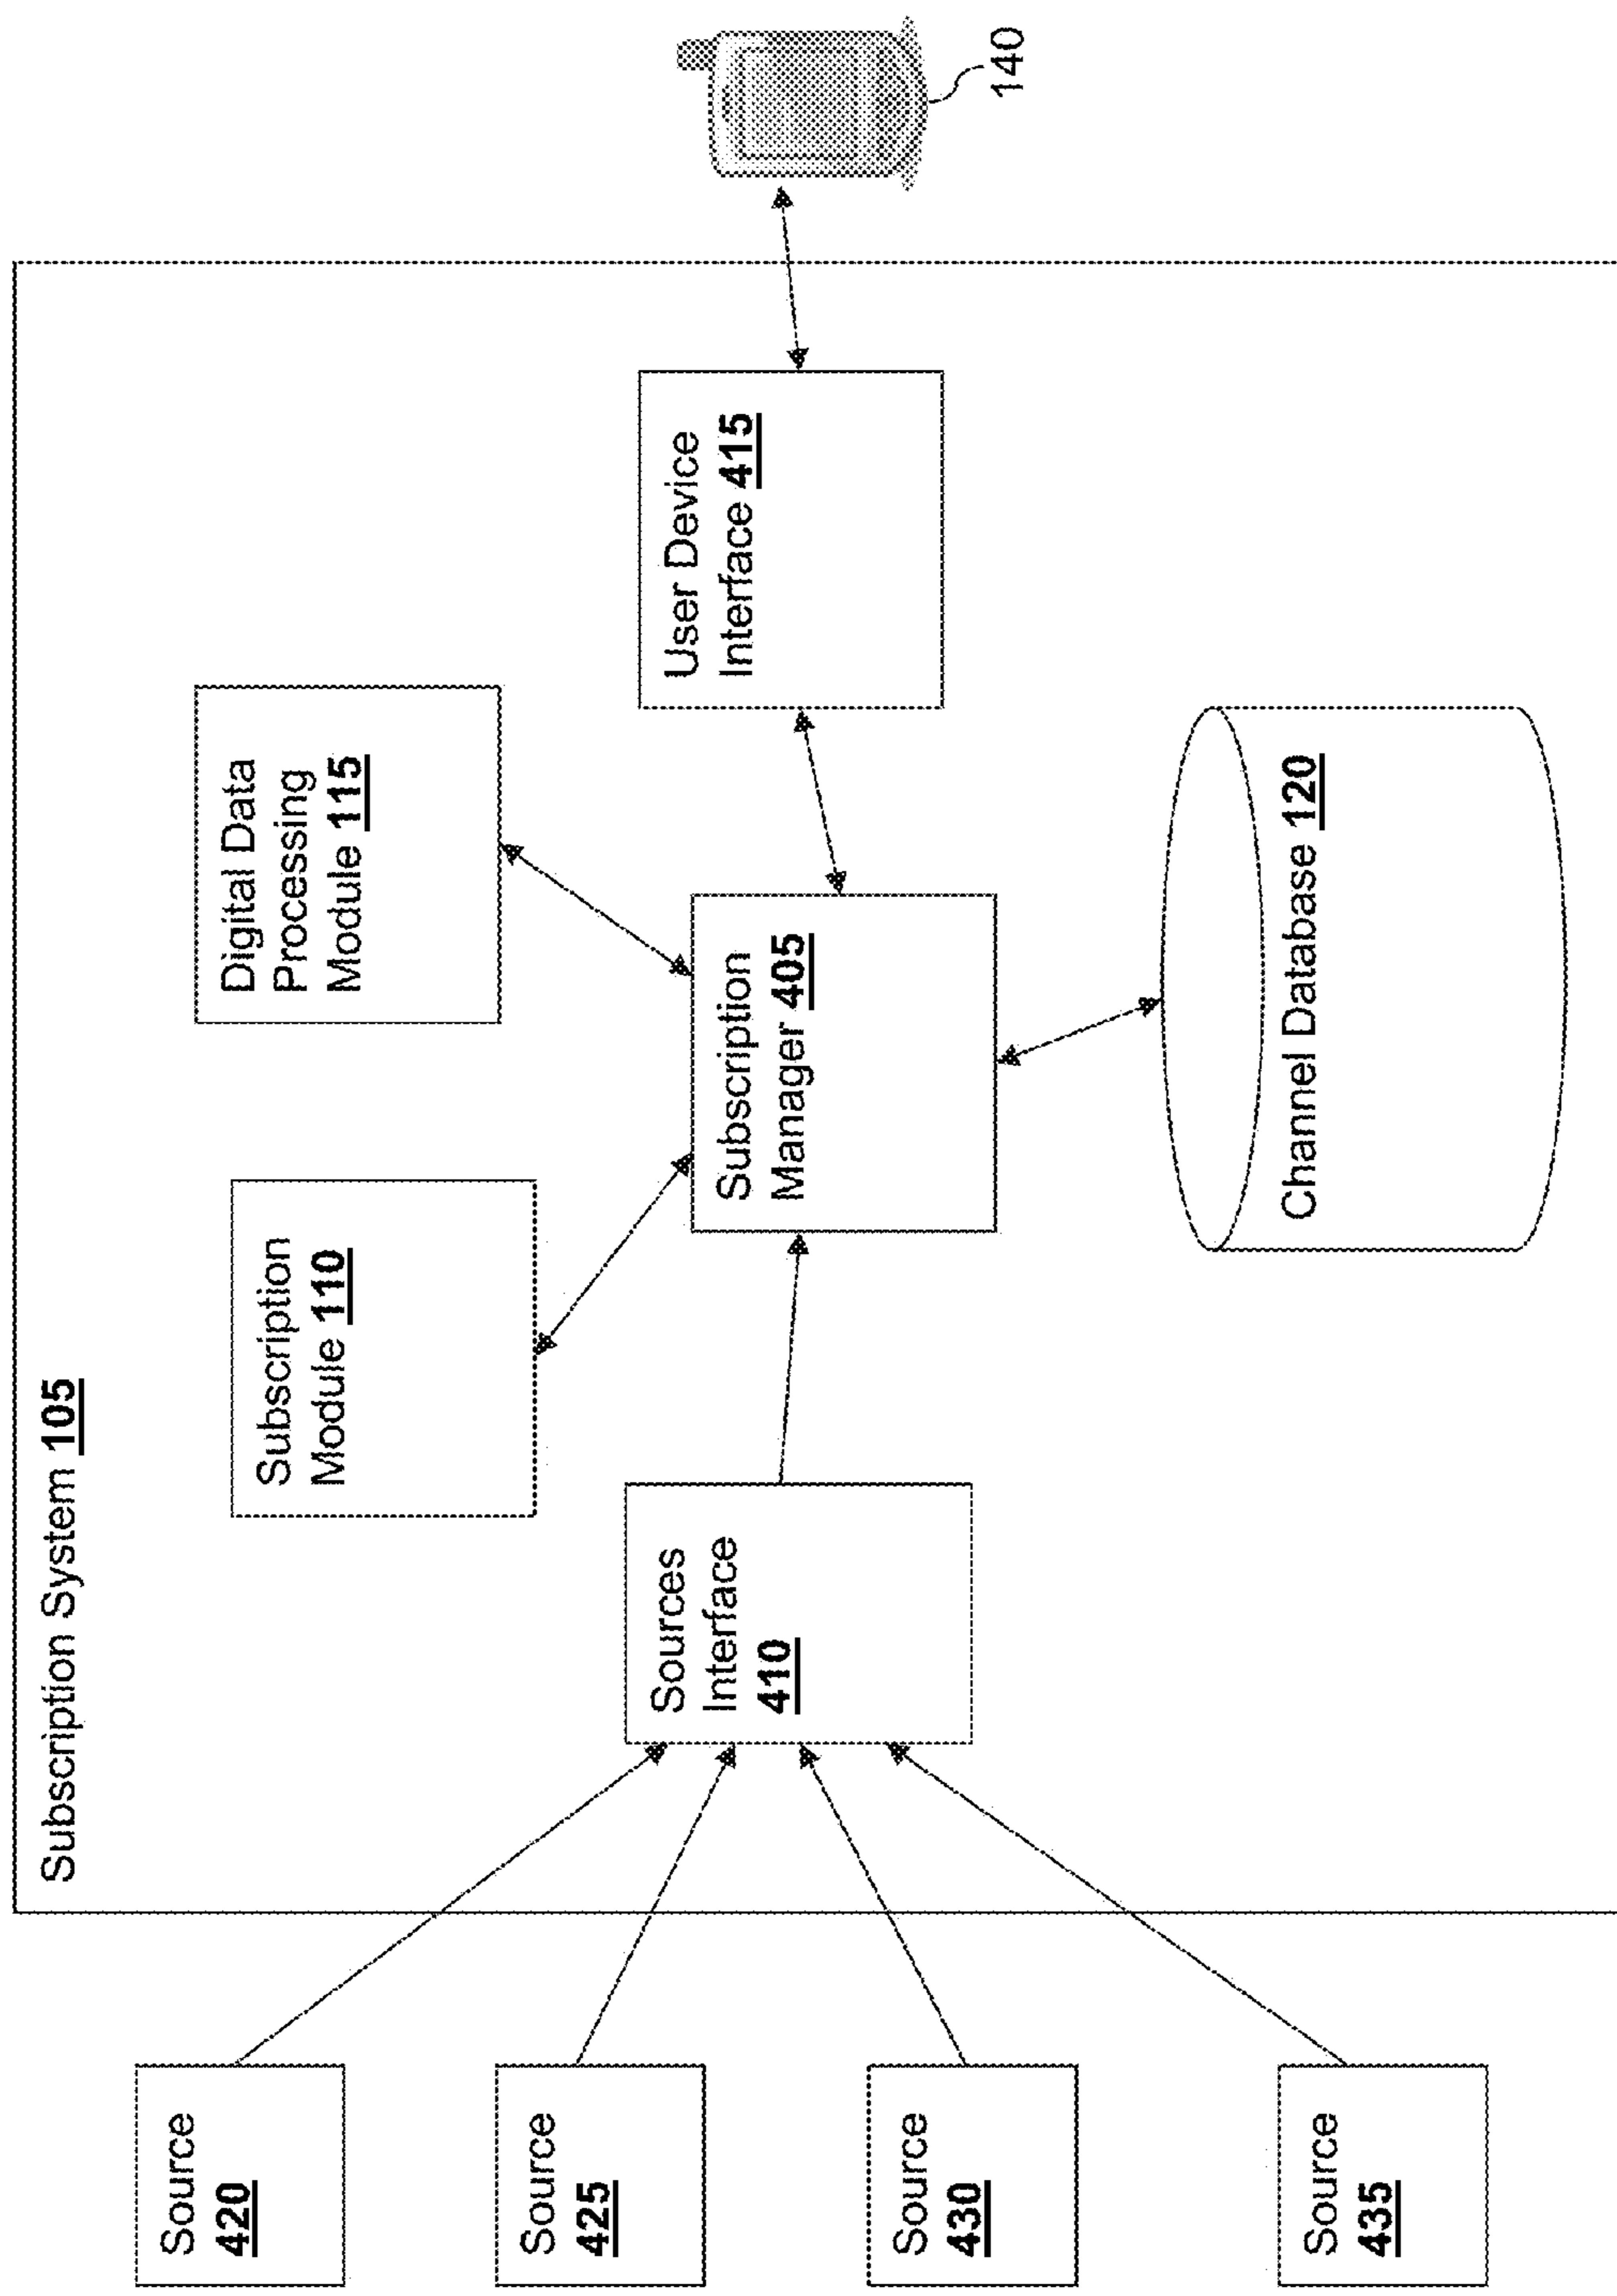 Subscription System 105
Source
420
Source
425
Source
430
Source
435
Sources
Interface
410
Subscription
Module 110
Digital Data
Processing
Module 115
Subscription
Manager 405
User Device
Interface 415
Channel Database 120
140